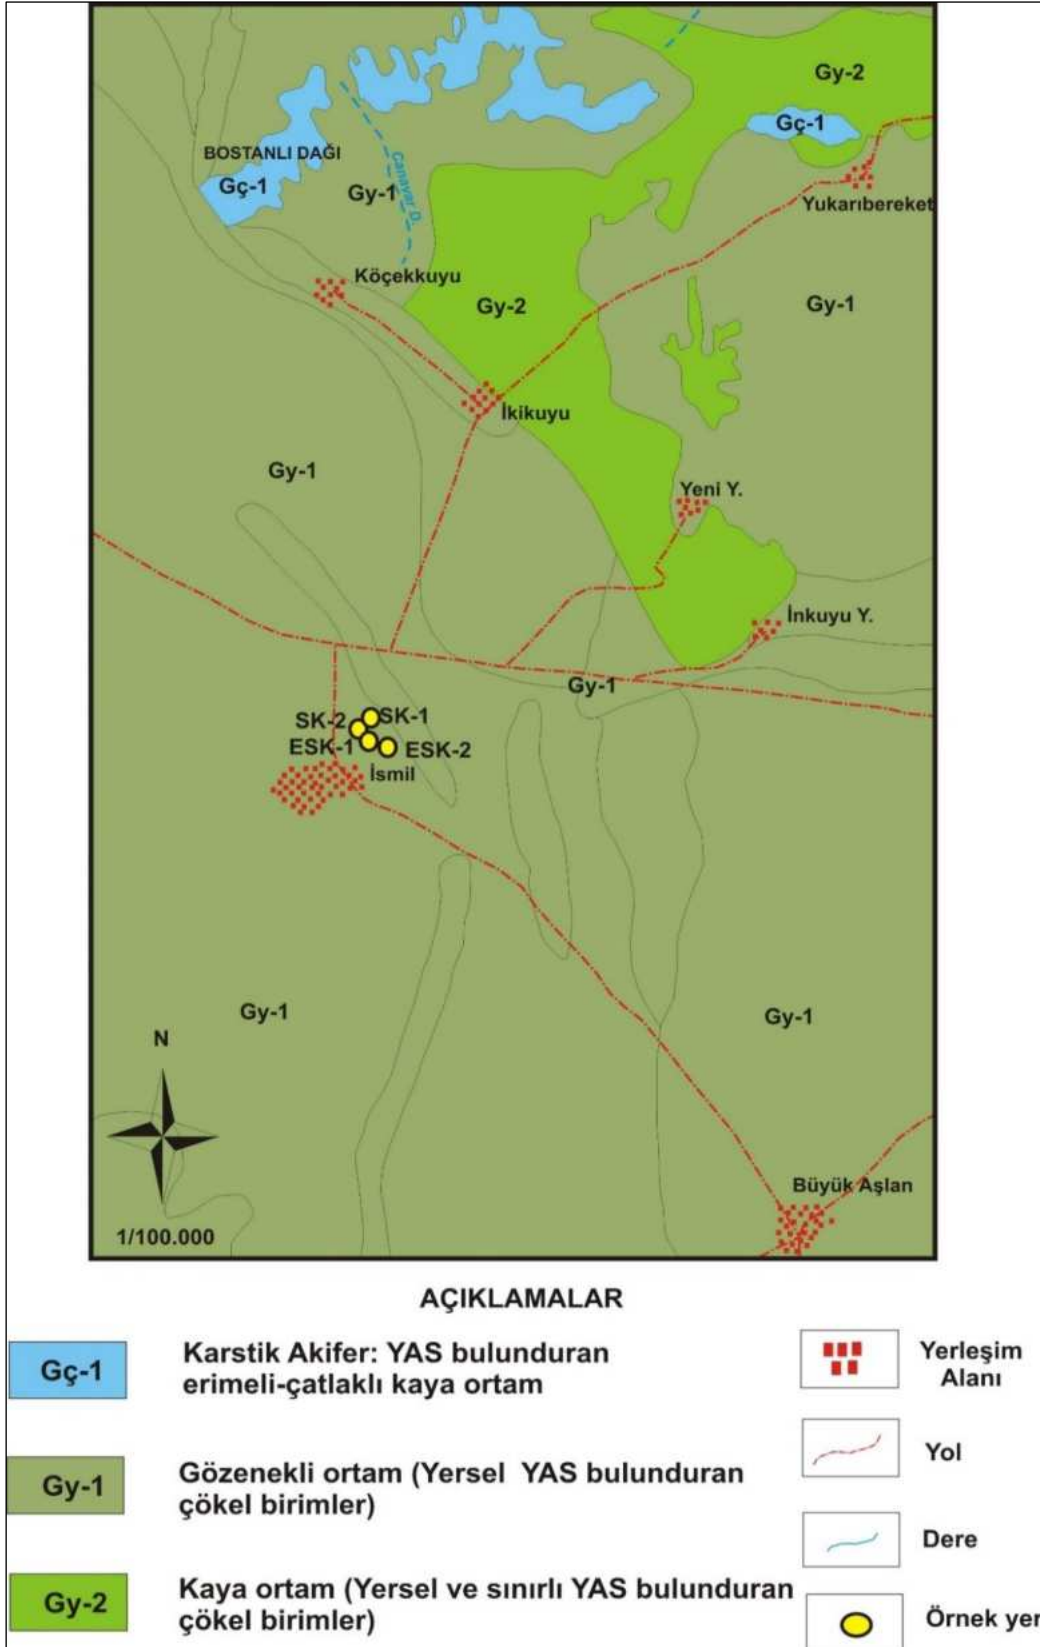 Gy-2
Gç-1
BOSTANLI DAĞI
Gç-1
Gy-1
Canavar D.
Yukarıbereket
Köçekkuyu
Gy-2
Gy-1
İkikuyu
Gy-1
Yeni Y.
İnkuyu Y.
Gy-1
SK-2
SK-1
ESK-1
ESK-2
İsmil
Gy-1
Gy-1
N
Büyük Aşlan
1/100.000
AÇIKLAMALAR
Gç-1
Karstik Akifer: YAS bulunduran
erimeli-çatlaklı kaya ortam
Yerleşim
Alanı
Gy-1
Gözenekli ortam (Yersel YAS bulunduran
çökel birimler)
Yol
Dere
Gy-2
Kaya ortam (Yersel ve sınırlı YAS bulunduran
çökel birimler)
Örnek yer